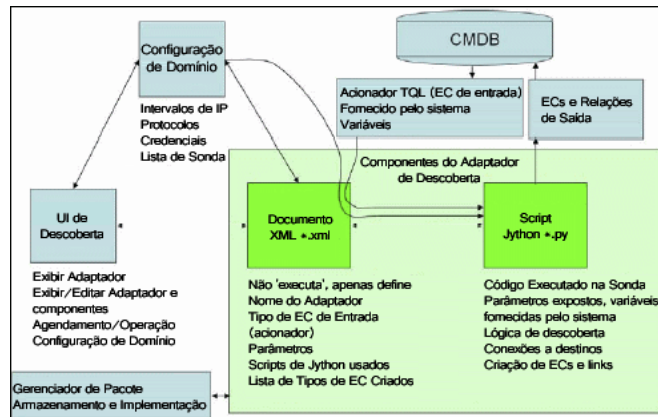 Configuração
de Domínio
CMDB
Intervalos de IP
Protocolos
Credenciais
Lista de Sonda
Acionador TQL (EC de entrada)
Fornecido pelo sistema
Variáveis
ECs e Relações
de Saída
Componentes do Adaptador
de Descoberta
UI de
Descoberta
Documento
XML *.xml
Script
Jython *.py
Exibir Adaptador
Exibir/Editar Adaptador e
componentes
Agendamento/Operação
Configuração de Domínio
Não 'executa', apenas define
Nome do Adaptador
Tipo de EC de Entrada
(acionador)
Parâmetros
Scripts de Jython usados
Lista de Tipos de EC Criados
Código Executado na Sonda
Parâmetros expostos, variáveis
fornecidas pelo sistema
Lógica de descoberta
Conexões a destinos
Criação de ECs e links
Gerenciador de Pacote
Armazenamento e Implementação